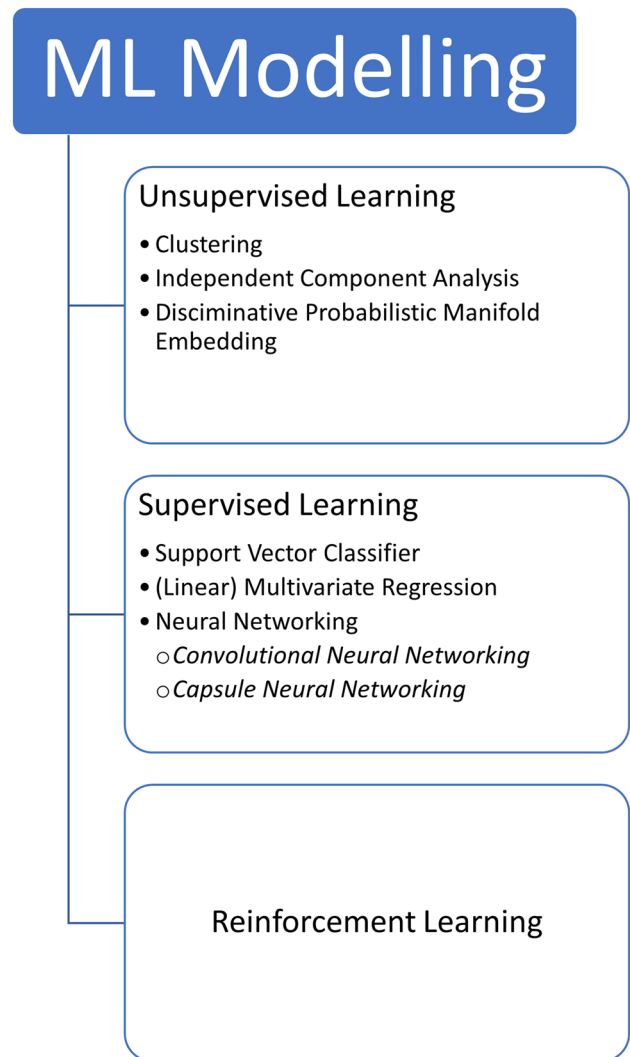 ML Modelling
Unsupervised Learning
• Clustering
• Independent Component Analysis
• Disciminative Probabilistic Manifold
Embedding
Supervised Learning
• Support Vector Classifier
• (Linear) Multivariate Regression
• Neural Networking
o Convolutional Neural Networking
o Capsule Neural Networking
Reinforcement Learning